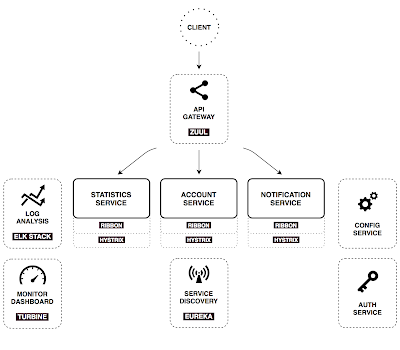 CLIENT
API
GATEWAY
ZUUL
LOG
ANALYSIS
ELK STACK
STATISTICS
SERVICE
RIBBON
HYSTRIX
ACCOUNT
SERVICE
RIBBON
HYSTRIX
NOTIFICATION
SERVICE
RIBBON
HYSTRIX
CONFIG
SERVICE
MONITOR
DASHBOARD
TURBINE
SERVICE
DISCOVERY
EUREKA
AUTH
SERVICE